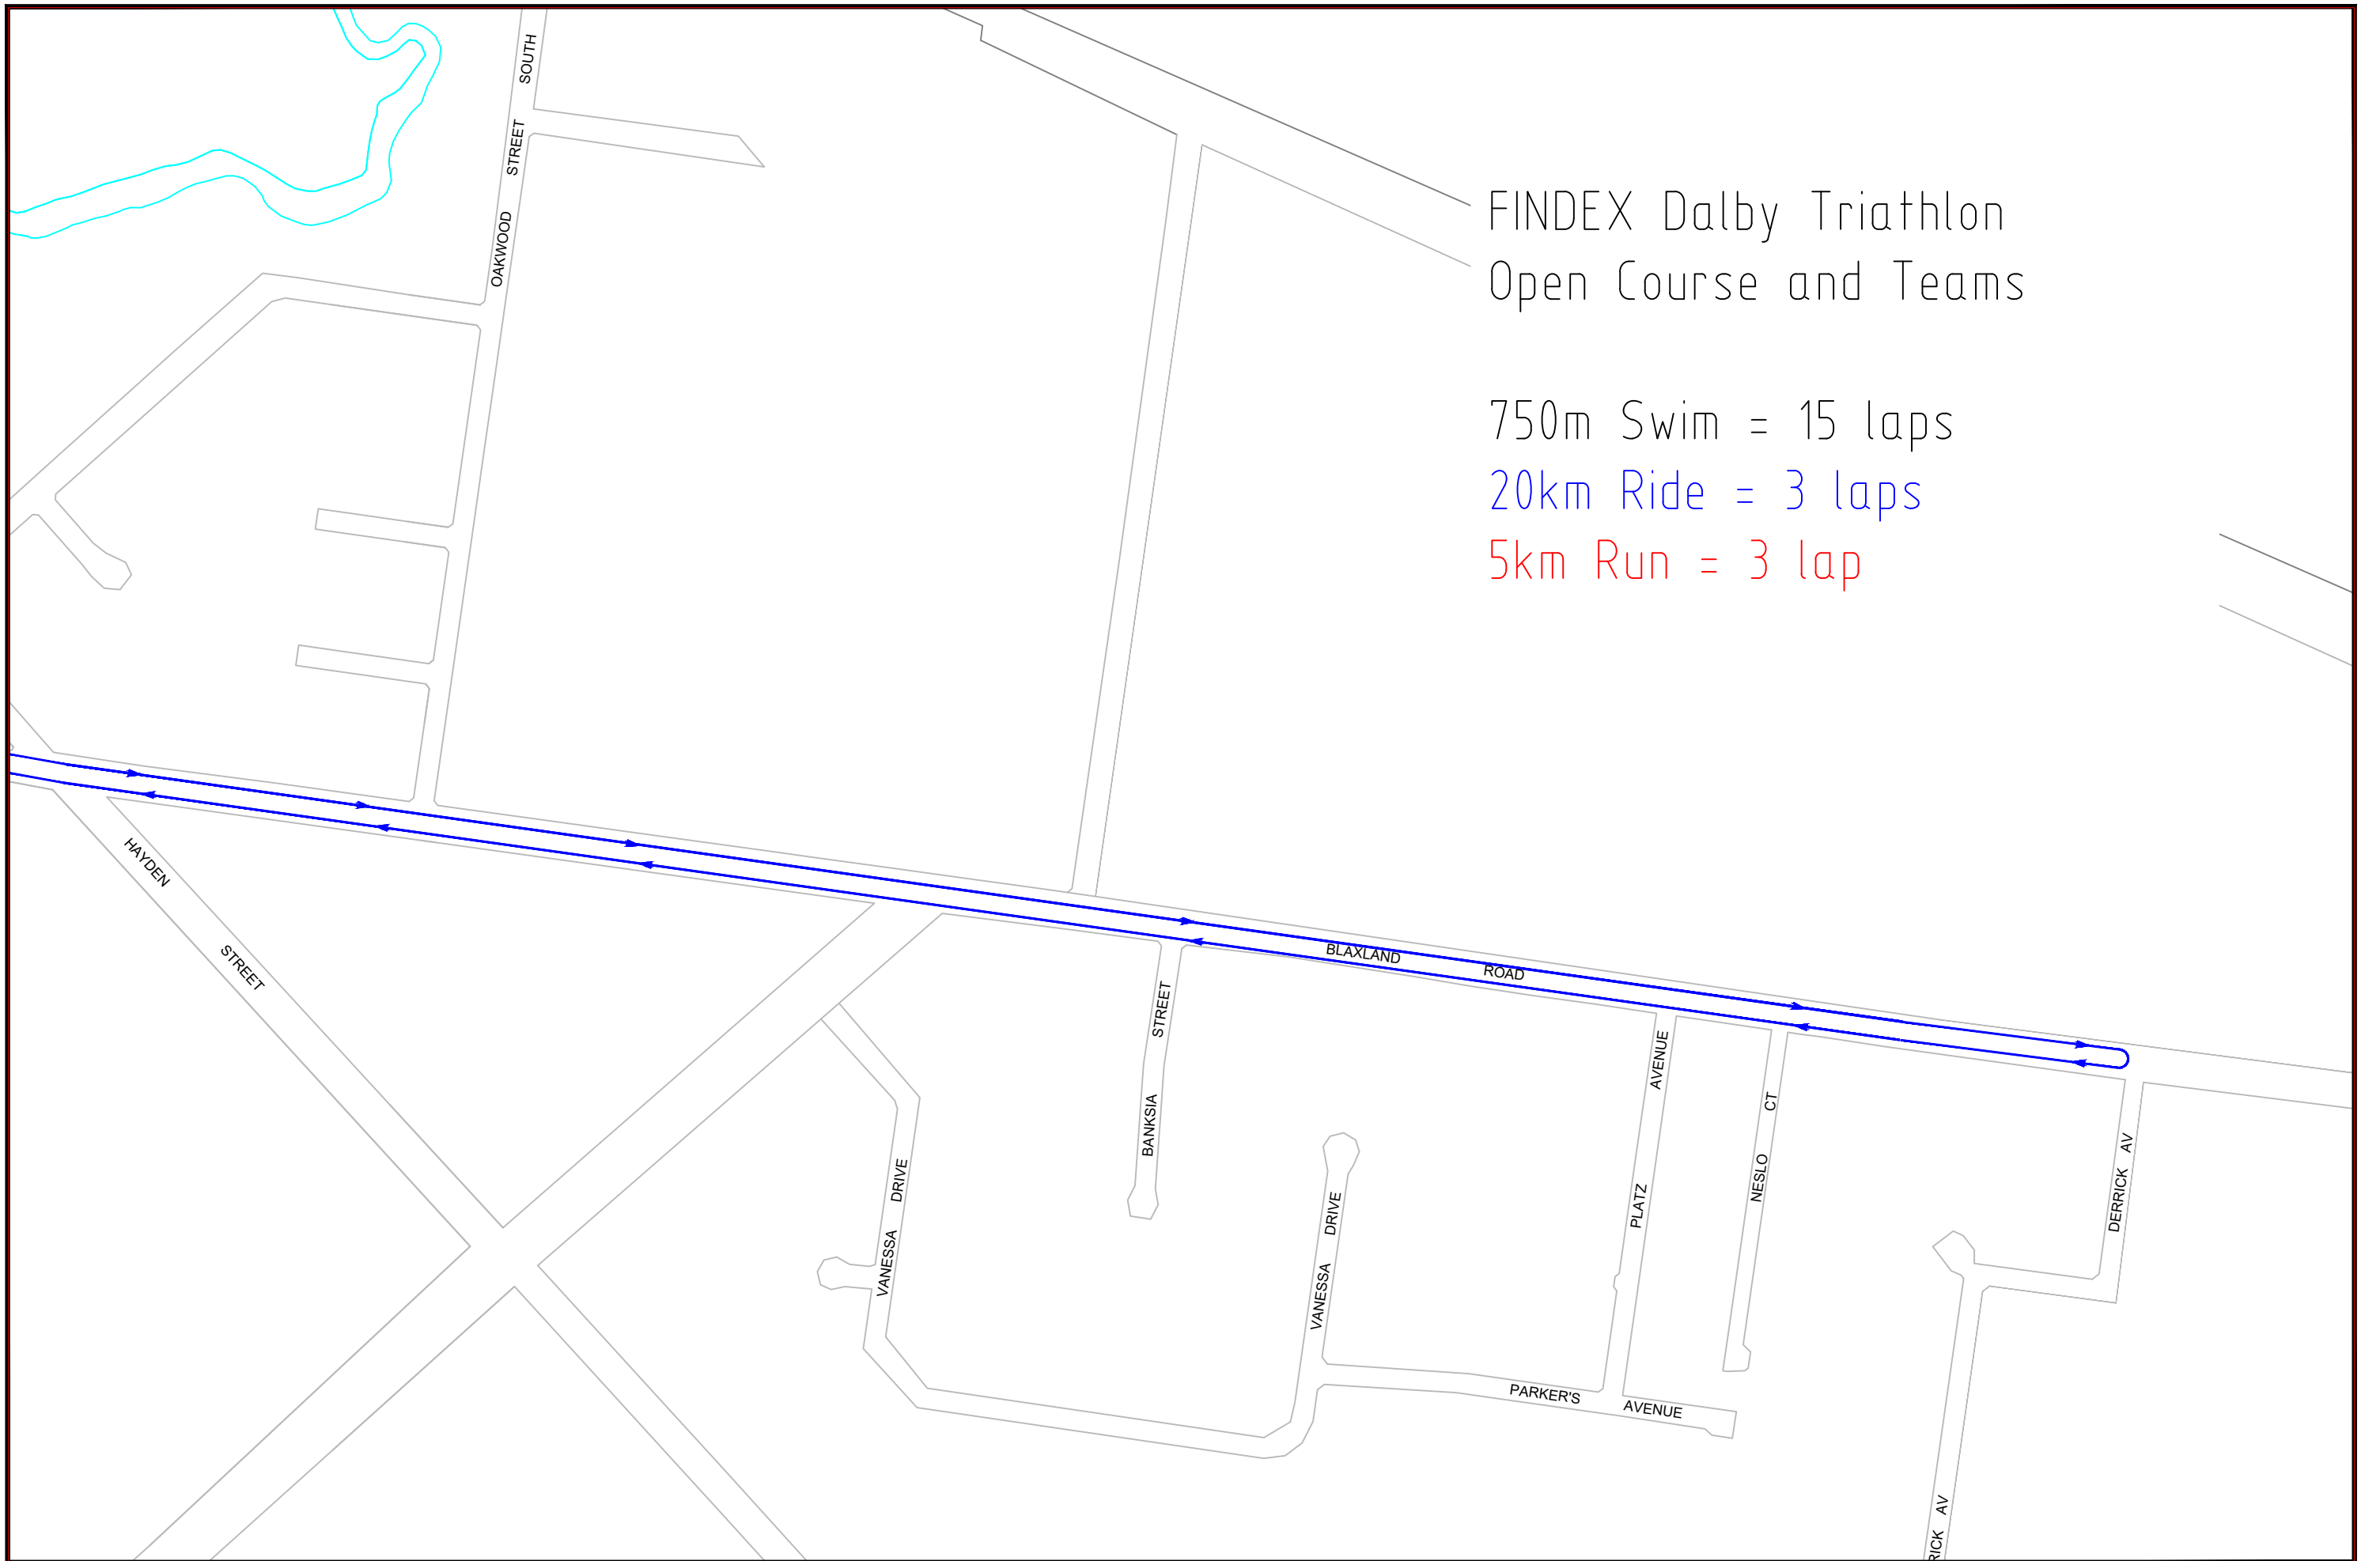 SOUTH
STREET
OAKWOOD
FINDEX Dalby Triathlon
Open Course and Teams
750m Swim = 15 laps
20km Ride = 3 laps
5km Run = 3 lap
HAYDEN
STREET
BLAXLAND
ROAD
BANKSIA STREET
PLATZ AVENUE
NESLO CT
DERRICK AV
VANESSA DRIVE
VANESSA DRIVE
PARKER'S
AVENUE
RICK AV